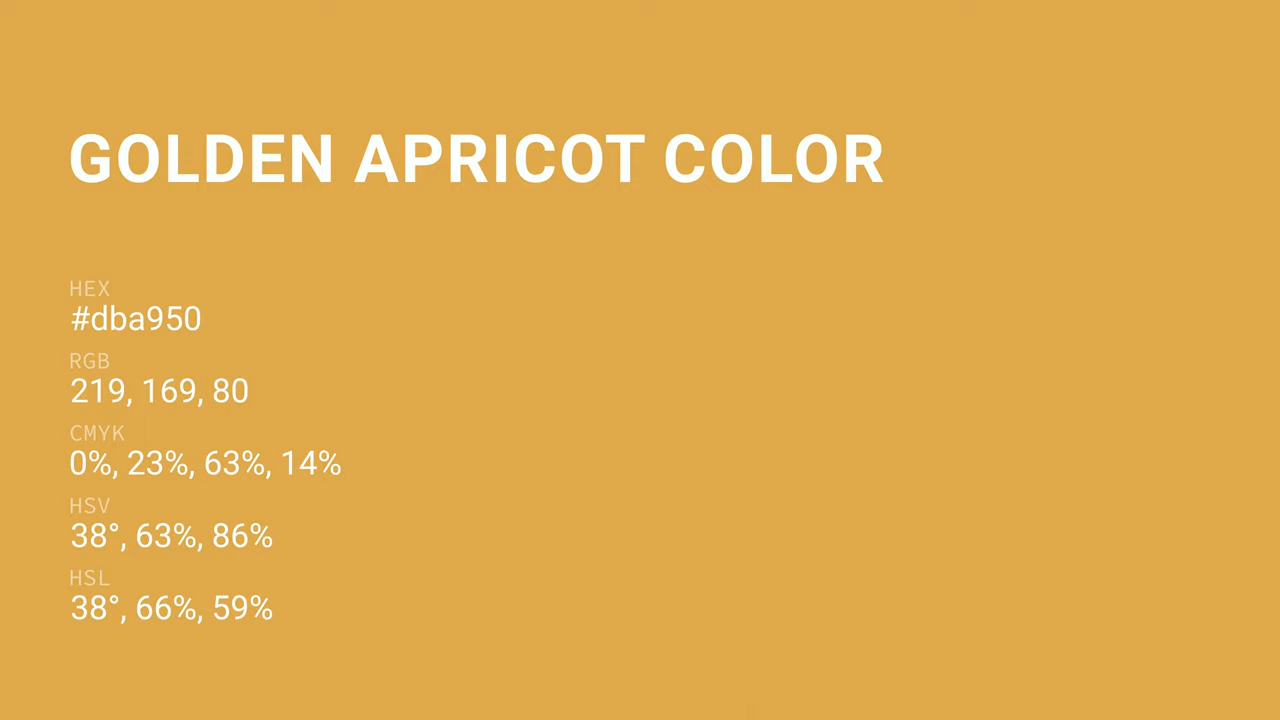 GOLDEN APRICOT COLOR
HEX
#dba950
RGB
219, 169, 80
CMYK
0%, 23%, 63%, 14%
HSV
38°, 63%, 86%
HSL
38°, 66%, 59%